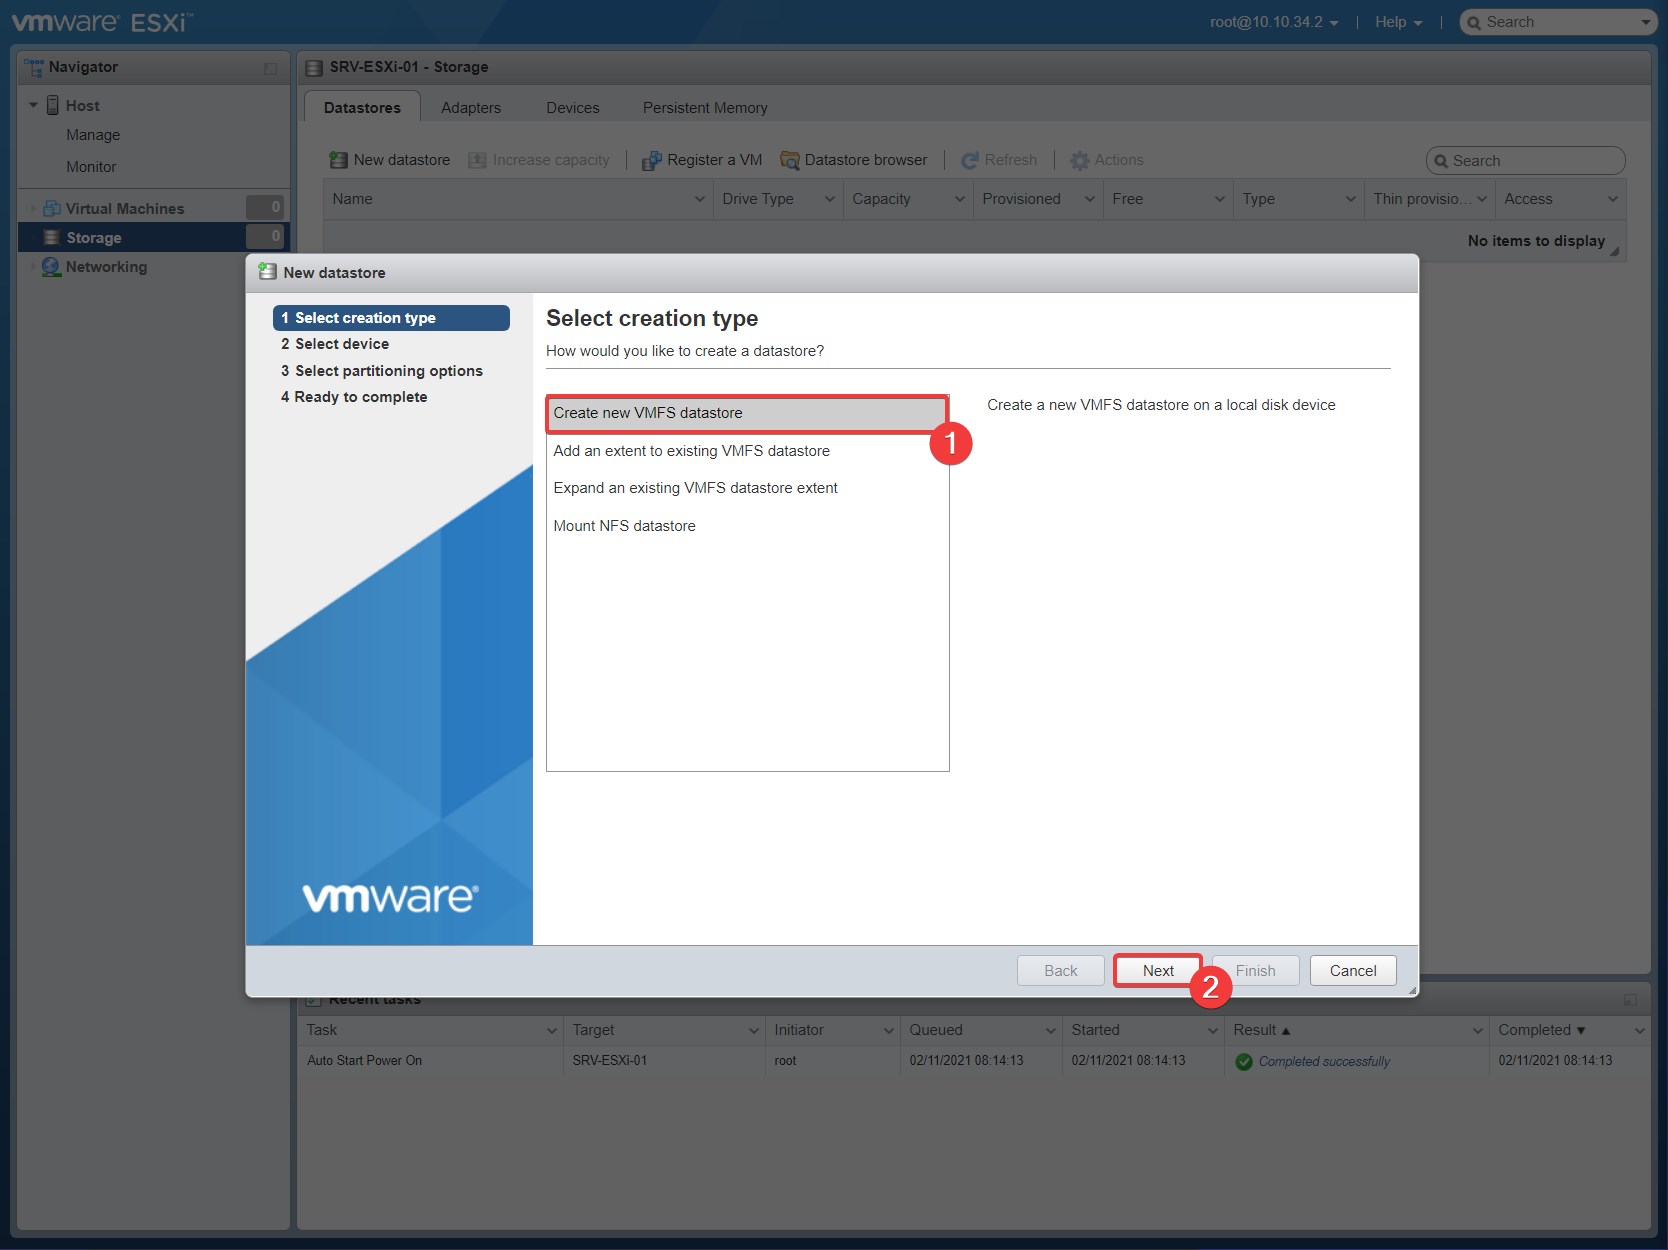 vmware® ESXi™
root@10.10.34.2 | Help | Search
Navigator
Host
Manage
Monitor
Virtual Machines 0
Storage 0
Networking
SRV-ESXi-01 - Storage
Datastores Adapters Devices Persistent Memory
New datastore Increase capacity | Register a VM Datastore browser | Refresh | Actions Search
Name Drive Type Capacity Provisioned Free Type Thin provisio... Access
No items to display
New datastore
1 Select creation type
2 Select device
3 Select partitioning options
4 Ready to complete
vmware®
Select creation type
How would you like to create a datastore?
Create new VMFS datastore
1
Add an extent to existing VMFS datastore
Expand an existing VMFS datastore extent
Mount NFS datastore
Create a new VMFS datastore on a local disk device
Back Next Finish Cancel
2
Recent tasks
Task Target Initiator Queued Started Result ▲ Completed ▼
Auto Start Power On SRV-ESXi-01 root 02/11/2021 08:14:13 02/11/2021 08:14:13 Completed successfully 02/11/2021 08:14:13